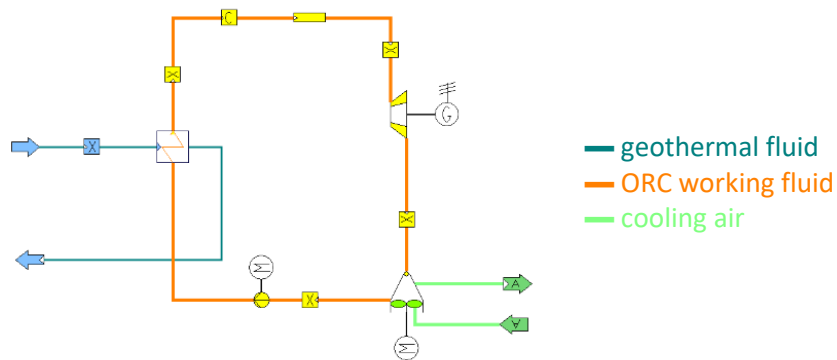 C
X
X
G
X
geothermal fluid
ORC working fluid
X
cooling air
M
A
X
A
M